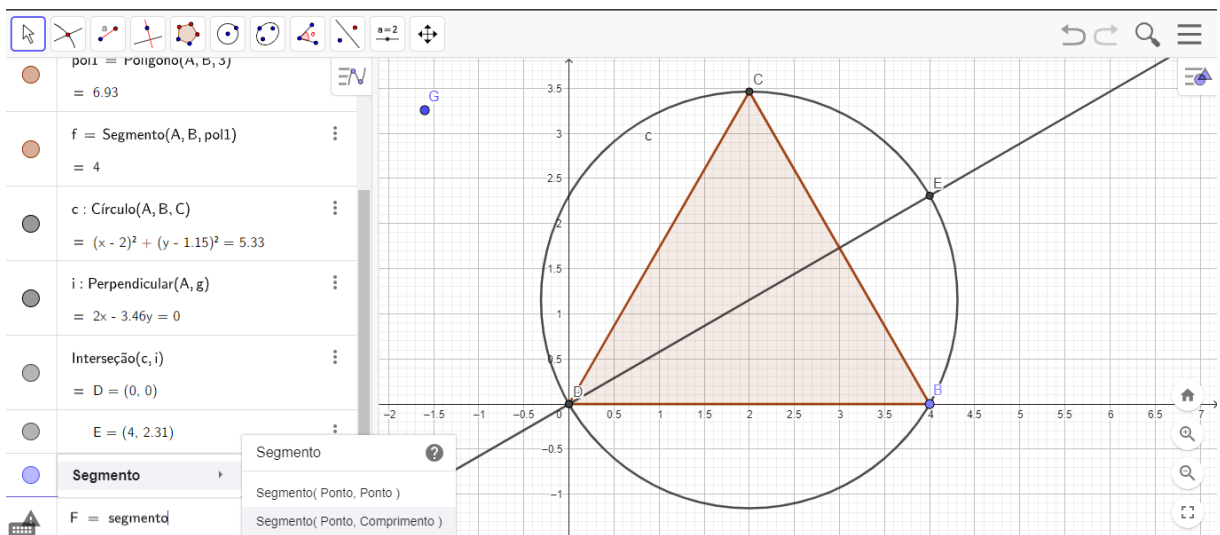 a
a=2
pol1 = Polígono(A, B, 3)
= 6.93
f = Segmento(A, B, pol1)
= 4
c : Círculo(A, B, C)
= (x - 2)² + (y - 1.15)² = 5.33
i : Perpendicular(A, g)
= 2x - 3.46y = 0
Interseção(c, i)
= D = (0, 0)
E = (4, 2.31)
Segmento
F = segmento
Segmento
?
Segmento( Ponto, Ponto )
Segmento( Ponto, Comprimento )
G
C
c
E
D
B
3.5
3
2.5
2
1.5
1
0.5
−0.5
−1
−2 −1.5 −1 −0.5 0 0.5 1 1.5 2 2.5 3 3.5 4 4.5 5 5.5 6 6.5 7